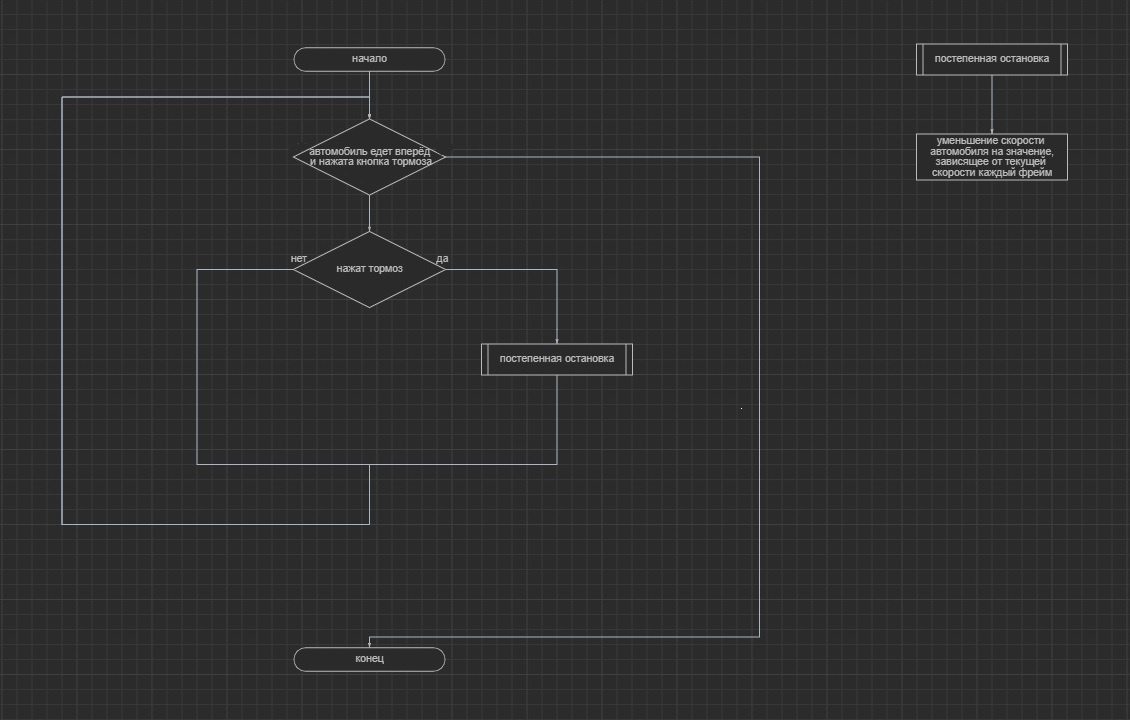 начало
автомобиль едет вперёд
и нажата кнопка тормоза
нет
да
нажат тормоз
постепенная остановка
конец
постепенная остановка
уменьшение скорости
автомобиля на значение,
зависящее от текущей
скорости каждый фрейм